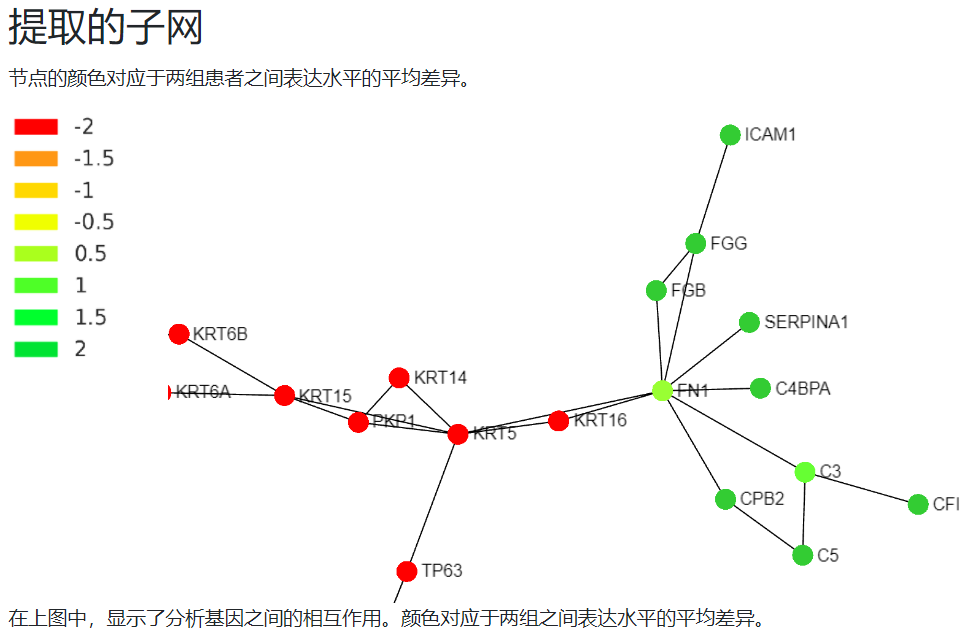 提取的子网
节点的颜色对应于两组患者之间表达水平的平均差异。
-2
-1.5
-1
-0.5
0.5
1
1.5
2
ICAM1
FGG
FGB
SERPINA1
KRT6B
KRT14
KRT6A
KRT15
FN1
C4BPA
PKP1
KRT5
KRT16
C3
CPB2
CFI
C5
TP63
在上图中，显示了分析基因之间的相互作用。颜色对应于两组之间表达水平的平均差异。